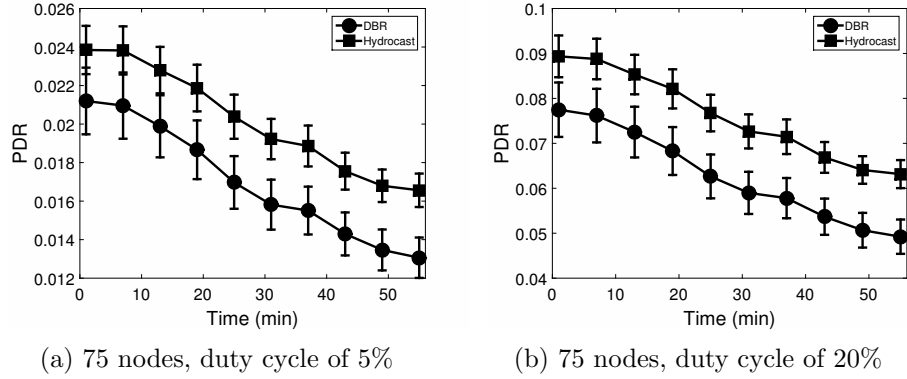 0.026
0.024
0.022
0.02
0.018
0.016
0.014
0.012
PDR
0 10 20 30 40 50
Time (min)
DBR
Hydrocast
(a) 75 nodes, duty cycle of 5%
0.1
0.09
0.08
0.07
0.06
0.05
0.04
PDR
0 10 20 30 40 50
Time (min)
DBR
Hydrocast
(b) 75 nodes, duty cycle of 20%